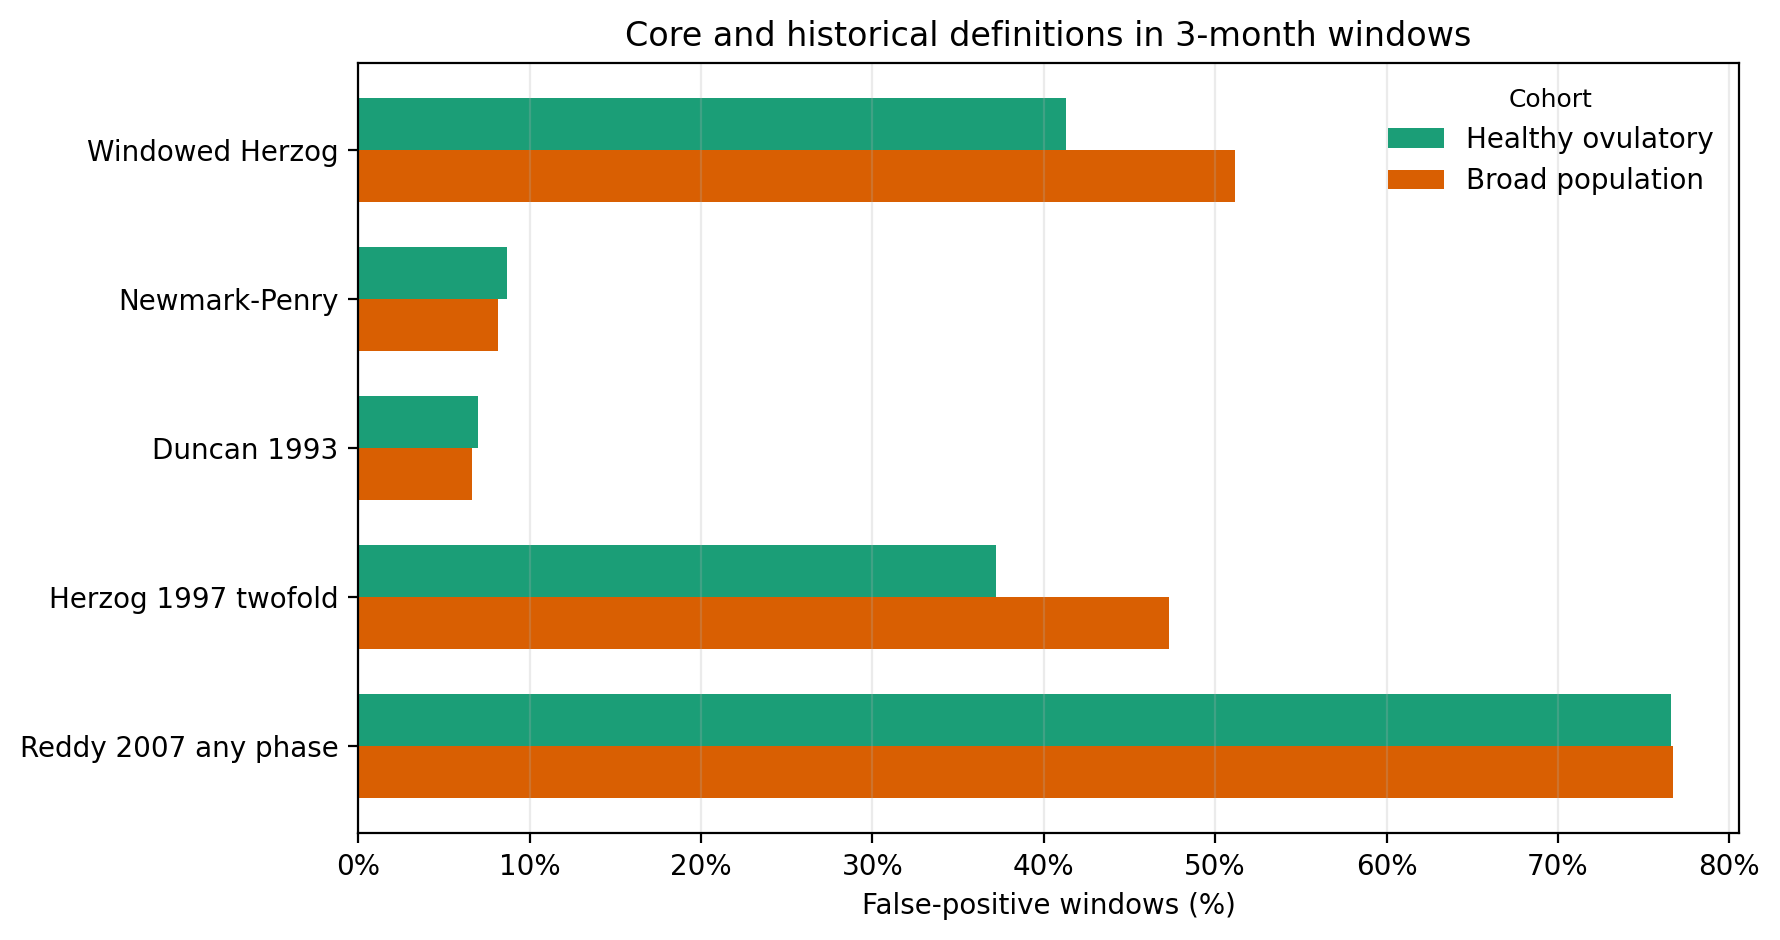 Core and historical definitions in 3-month windows
Cohort
Healthy ovulatory
Broad population
Windowed Herzog
Newmark-Penry
Duncan 1993
Herzog 1997 twofold
Reddy 2007 any phase
0% 10% 20% 30% 40% 50% 60% 70% 80%
False-positive windows (%)